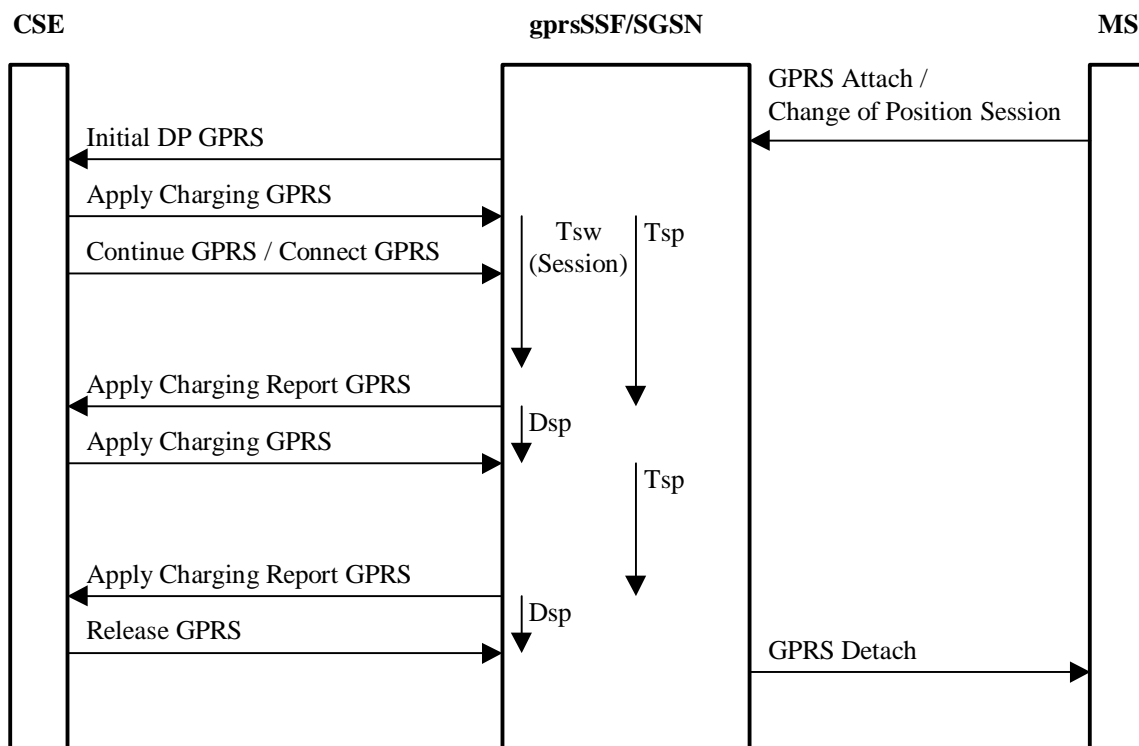 CSE
gprsSSF/SGSN
MS
GPRS Attach /
Change of Position Session
Initial DP GPRS
Apply Charging GPRS
Tsw
(Session)
Tsp
Continue GPRS / Connect GPRS
Apply Charging Report GPRS
Dsp
Apply Charging GPRS
Tsp
Apply Charging Report GPRS
Dsp
Release GPRS
GPRS Detach